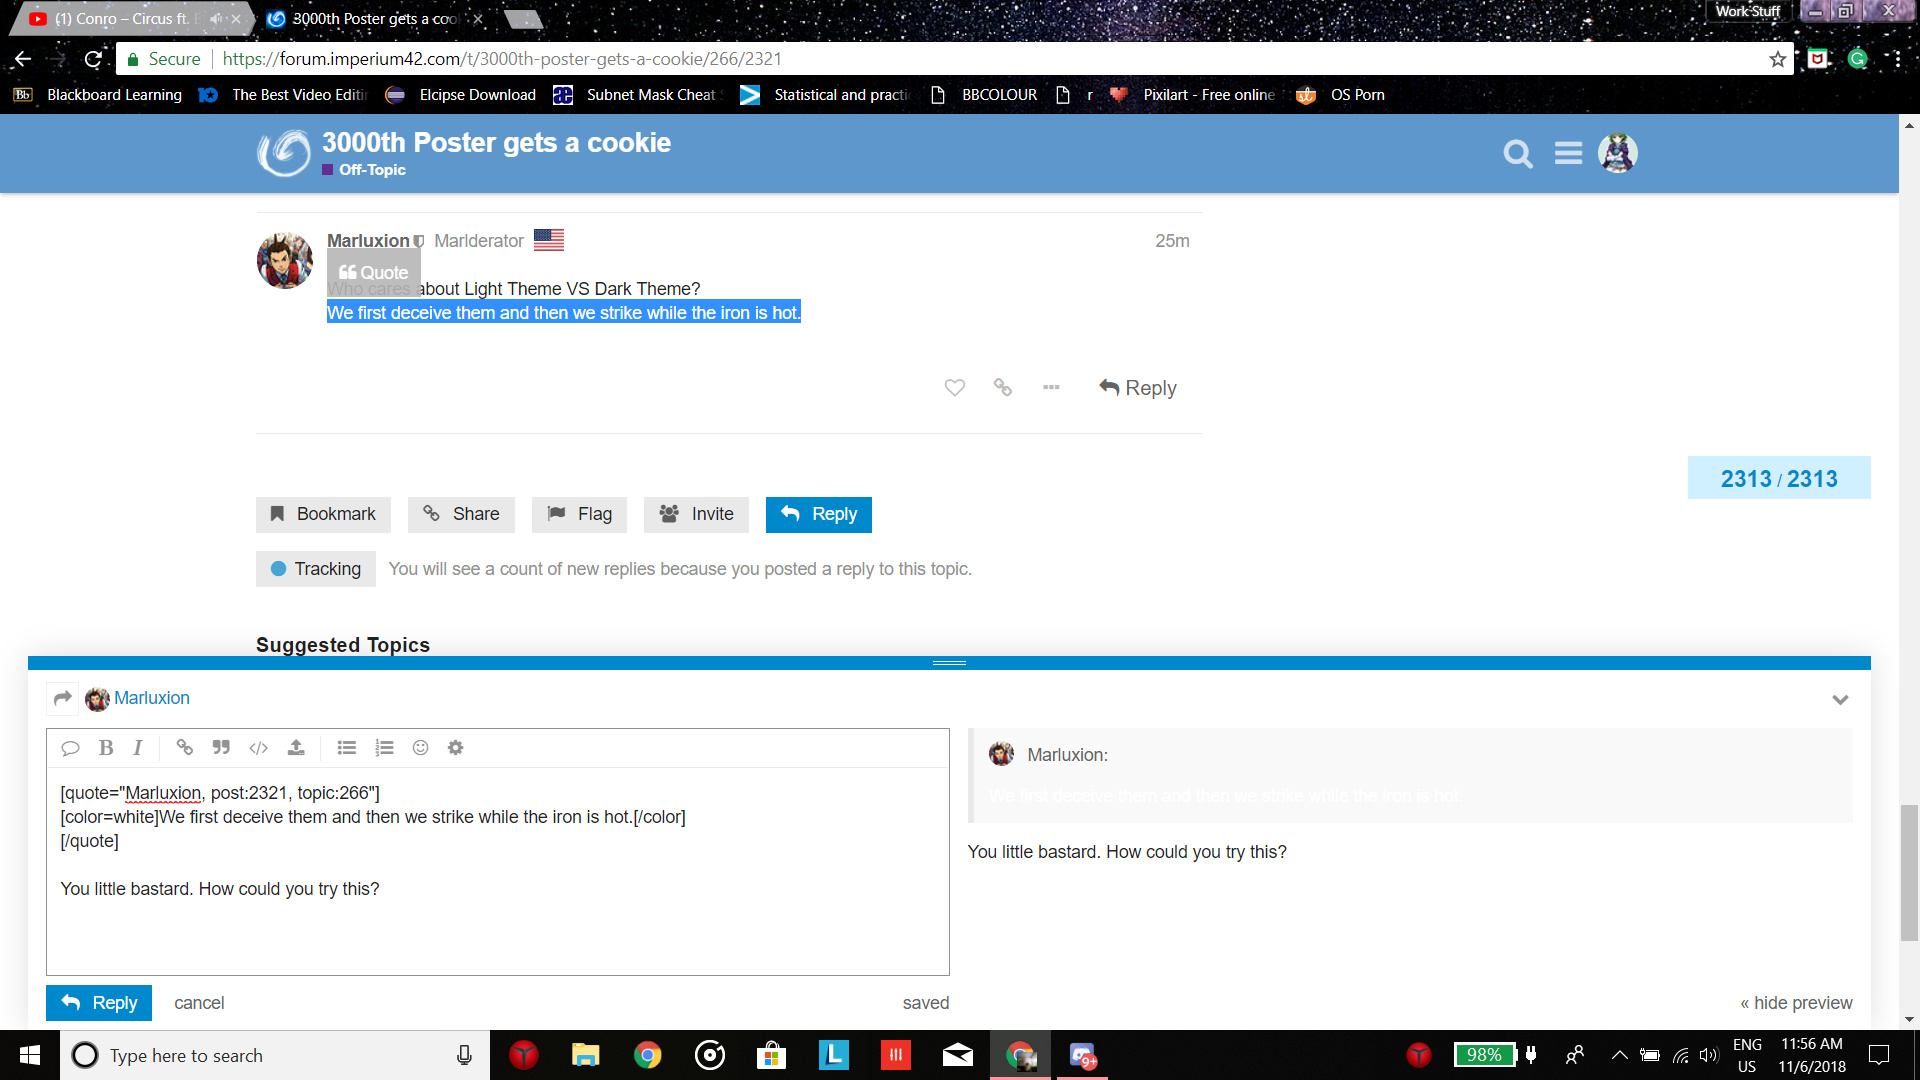 (1) Conro – Circus ft.
3000th Poster gets a coo
Work Stuff
Secure
https://forum.imperium42.com/t/3000th-poster-gets-a-cookie/266/2321
Bb Blackboard Learning
The Best Video Editi
Elcipse Download
Subnet Mask Cheat
Statistical and practi
BBCOLOUR
r
Pixilart - Free online
OS Porn
3000th Poster gets a cookie
Off-Topic
Marluxion Marlderator 25m
Quote
Who cares about Light Theme VS Dark Theme?
We first deceive them and then we strike while the iron is hot.
Reply
2313 / 2313
Bookmark Share Flag Invite Reply
Tracking You will see a count of new replies because you posted a reply to this topic.
Suggested Topics
Marluxion
B I
[quote="Marluxion, post:2321, topic:266"]
[color=white]We first deceive them and then we strike while the iron is hot.[/color]
[/quote]
You little bastard. How could you try this?
Marluxion:
We first deceive them and then we strike while the iron is hot.
You little bastard. How could you try this?
Reply cancel saved « hide preview
Type here to search
L
9+
98%
ENG
US
11:56 AM
11/6/2018